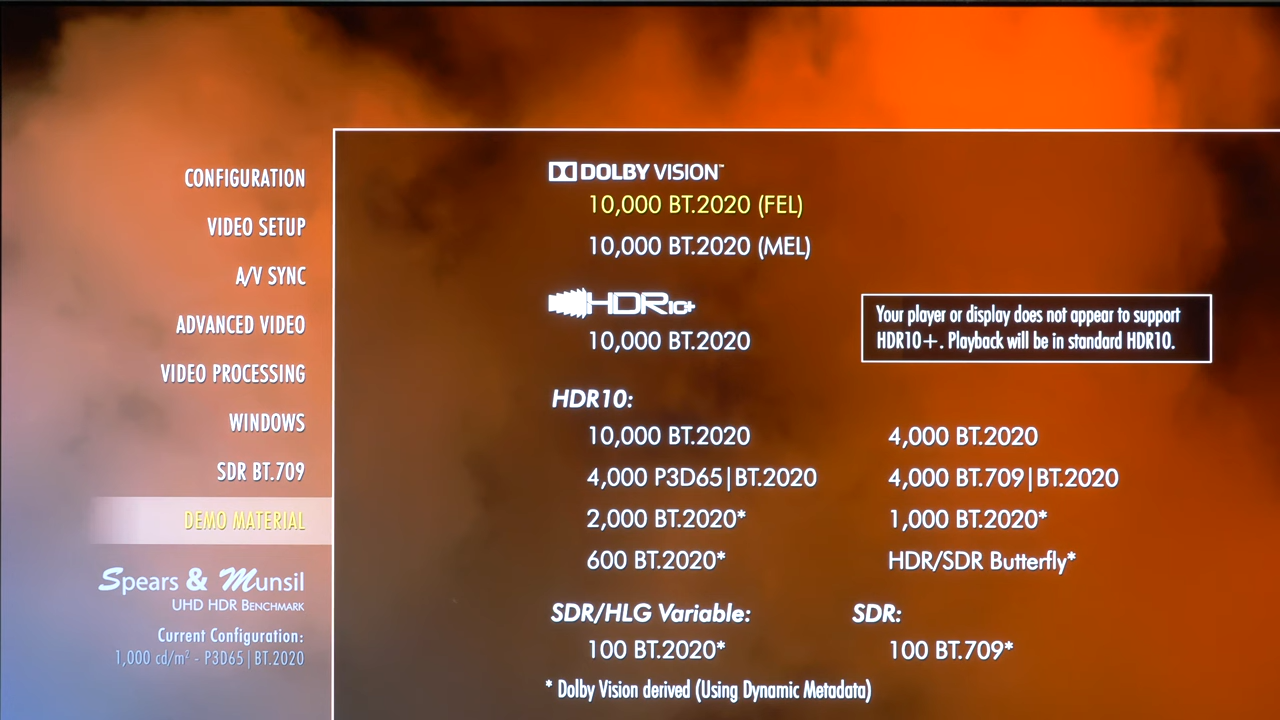 CONFIGURATION
VIDEO SETUP
A/V SYNC
ADVANCED VIDEO
VIDEO PROCESSING
WINDOWS
SDR BT.709
DEMO MATERIAL
Spears & Munsil
UHD HDR BENCHMARK
Current Configuration:
1,000 cd/m² - P3D65|BT.2020
DOLBY VISION™
10,000 BT.2020 (FEL)
10,000 BT.2020 (MEL)
HDR10+
10,000 BT.2020
Your player or display does not appear to support
HDR10+. Playback will be in standard HDR10.
HDR10:
10,000 BT.2020
4,000 BT.2020
4,000 P3D65|BT.2020
4,000 BT.709|BT.2020
2,000 BT.2020*
1,000 BT.2020*
600 BT.2020*
HDR/SDR Butterfly*
SDR/HLG Variable:
SDR:
100 BT.2020*
100 BT.709*
* Dolby Vision derived (Using Dynamic Metadata)